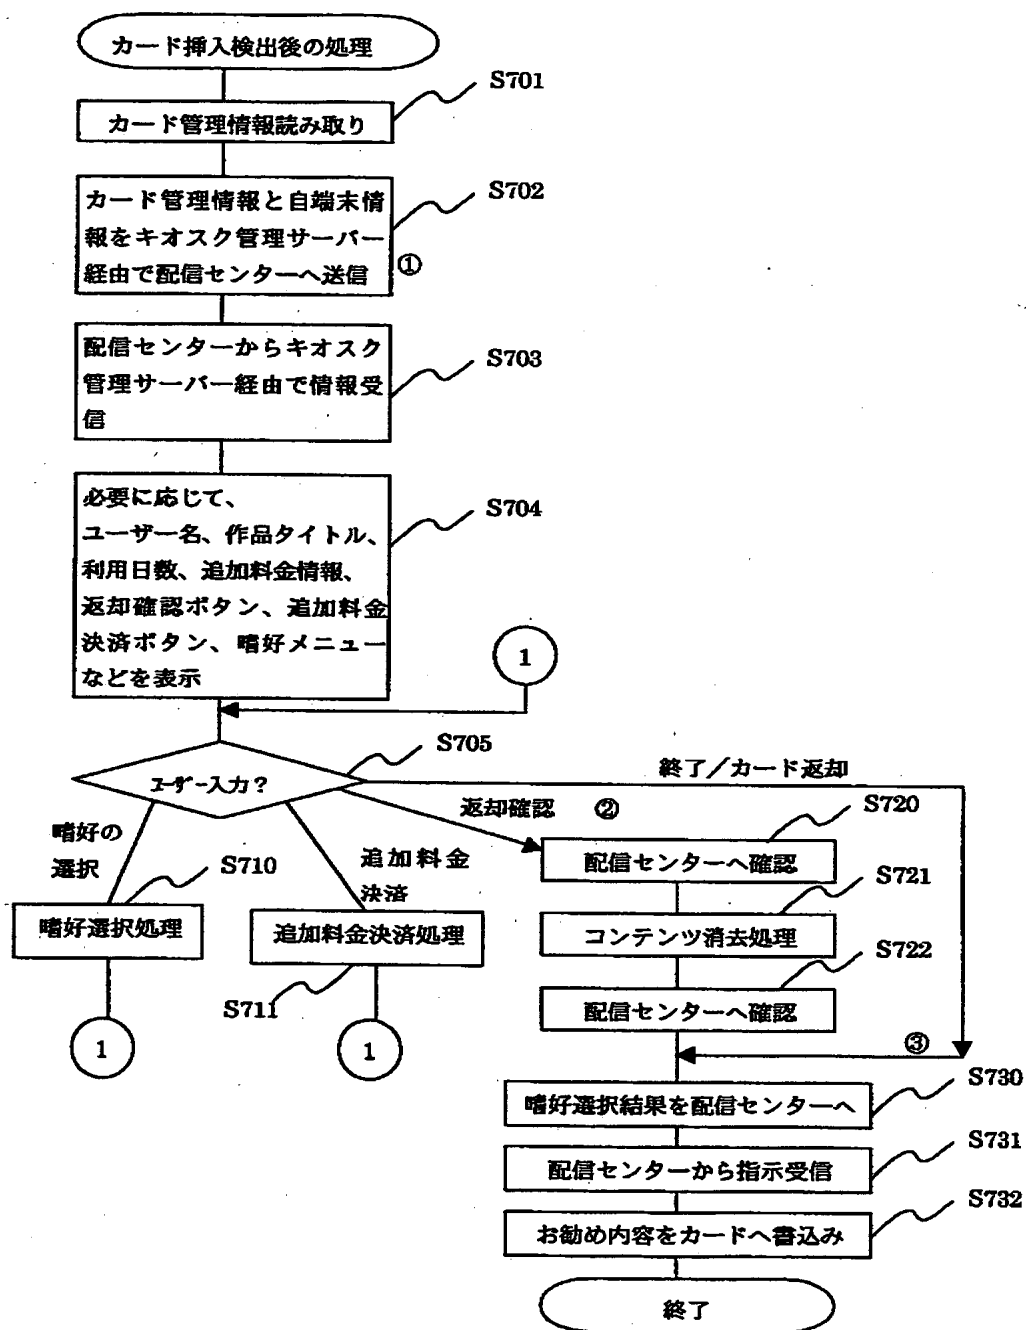 カード挿入検出後の処理
S701
カード管理情報読み取り
S702
カード管理情報と自端末情
報をキオスク管理サーバー
経由で配信センターへ送信
①
S703
配信センターからキオスク
管理サーバー経由で情報受
信
S704
必要に応じて、
ユーザー名、作品タイトル、
利用日数、追加料金情報、
返却確認ボタン、追加料金
決済ボタン、嗜好メニュー
などを表示
1
S705
ユーザー入力？
終了／カード返却
返却確認 ②
S720
嗜好の
選択
追加料金
決済
S710
配信センターへ確認
S721
嗜好選択処理
追加料金決済処理
コンテンツ消去処理
S722
S711
配信センターへ確認
1
1
③
S730
嗜好選択結果を配信センターへ
S731
配信センターから指示受信
S732
お勧め内容をカードへ書込み
終了